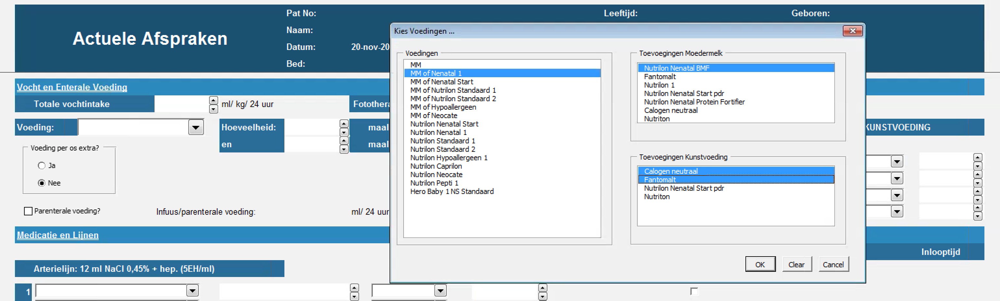 Actuele Afspraken
Pat No:
Leeftijd:
Geboren:
Naam:
Datum: 20-nov-20
Bed:
Vocht en Enterale Voeding
Totale vochtintake
ml/ kg/ 24 uur
Fotothera
Voeding:
Hoeveelheid:
maal
en
maal
KUNSTVOEDING
Voeding per os extra?
Ja
Nee
Parenterale voeding?
Infuus/parenterale voeding:
ml/ 24 uur
Medicatie en Lijnen
Inlooptijd
Arterielijn: 12 ml NaCl 0,45% + hep. (5EH/ml)
1
Kies Voedingen ...
Voedingen
MM
MM of Nenatal 1
MM of Nenatal Start
MM of Nutrilon Standaard 1
MM of Nutrilon Standaard 2
MM of Hypoallergeen
MM of Neocate
Nutrilon Nenatal Start
Nutrilon Nenatal 1
Nutrilon Standaard 1
Nutrilon Standaard 2
Nutrilon Hypoallergeen 1
Nutrilon Caprilon
Nutrilon Neocate
Nutrilon Pepti 1
Hero Baby 1 NS Standaard
Toevoegingen Moedermelk
Nutrilon Nenatal BMF
Fantomalt
Nutrilon 1
Nutrilon Nenatal Start pdr
Nutrilon Nenatal Protein Fortifier
Calogen neutraal
Nutriton
Toevoegingen Kunstvoeding
Calogen neutraal
Fantomalt
Nutrilon Nenatal Start pdr
Nutriton
OK
Clear
Cancel